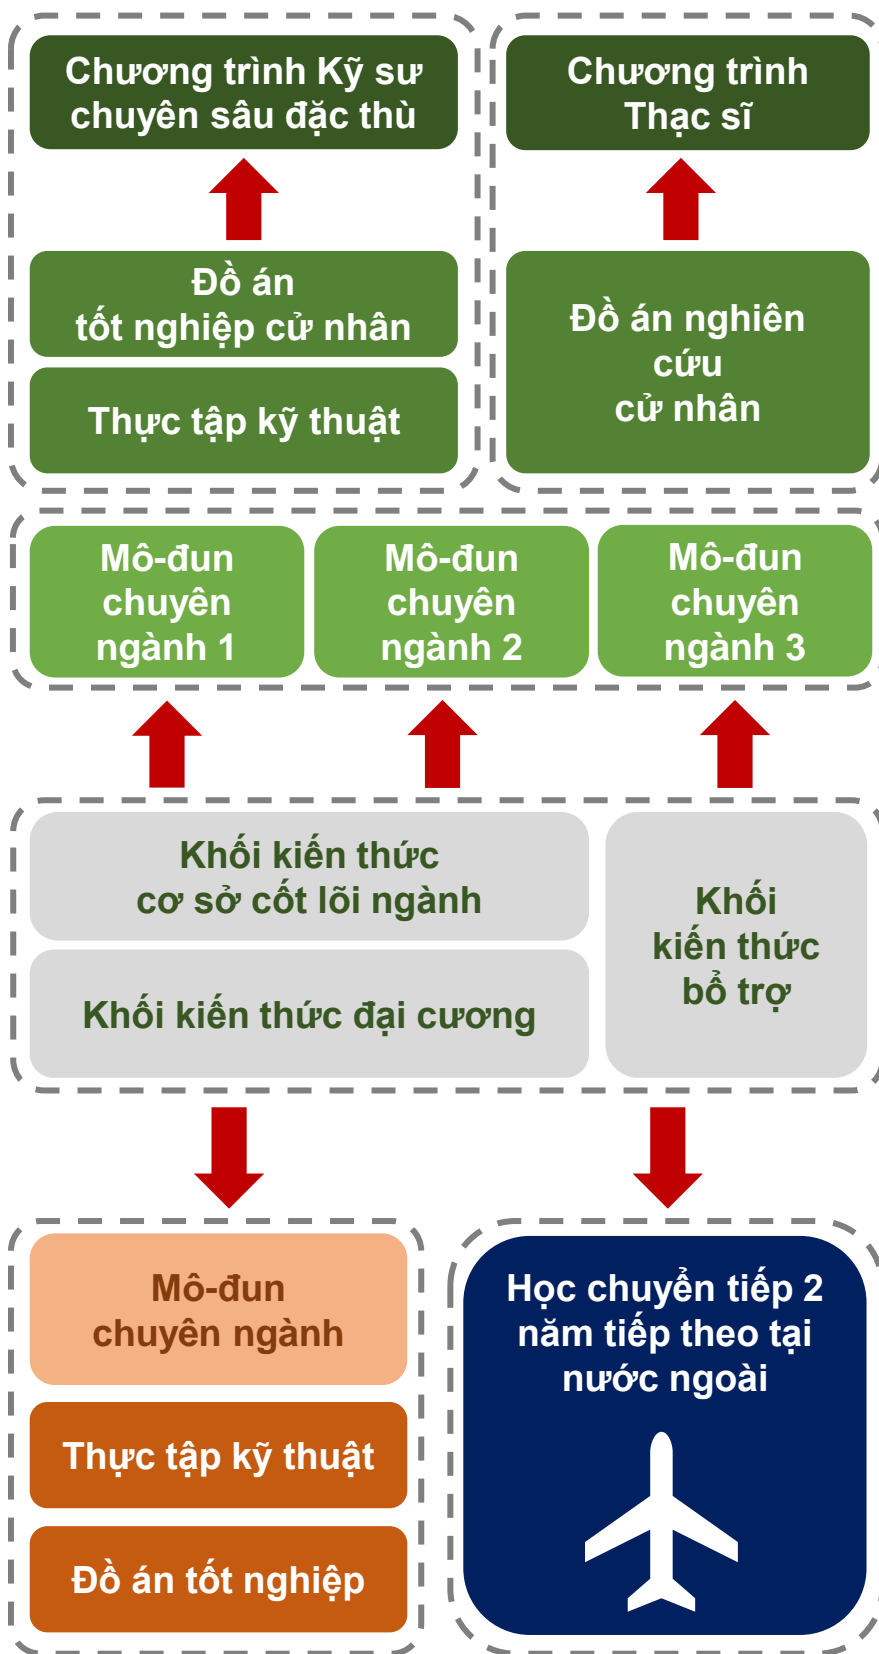 Chương trình Kỹ sư
chuyên sâu đặc thù
Chương trình
Thạc sĩ
Đồ án
tốt nghiệp cử nhân
Thực tập kỹ thuật
Đồ án nghiên
cứu
cử nhân
Mô-đun
chuyên
ngành 1
Mô-đun
chuyên
ngành 2
Mô-đun
chuyên
ngành 3
Khối kiến thức
cơ sở cốt lõi ngành
Khối kiến thức đại cương
Khối
kiến thức
bổ trợ
Mô-đun
chuyên ngành
Thực tập kỹ thuật
Đồ án tốt nghiệp
Học chuyển tiếp 2
năm tiếp theo tại
nước ngoài